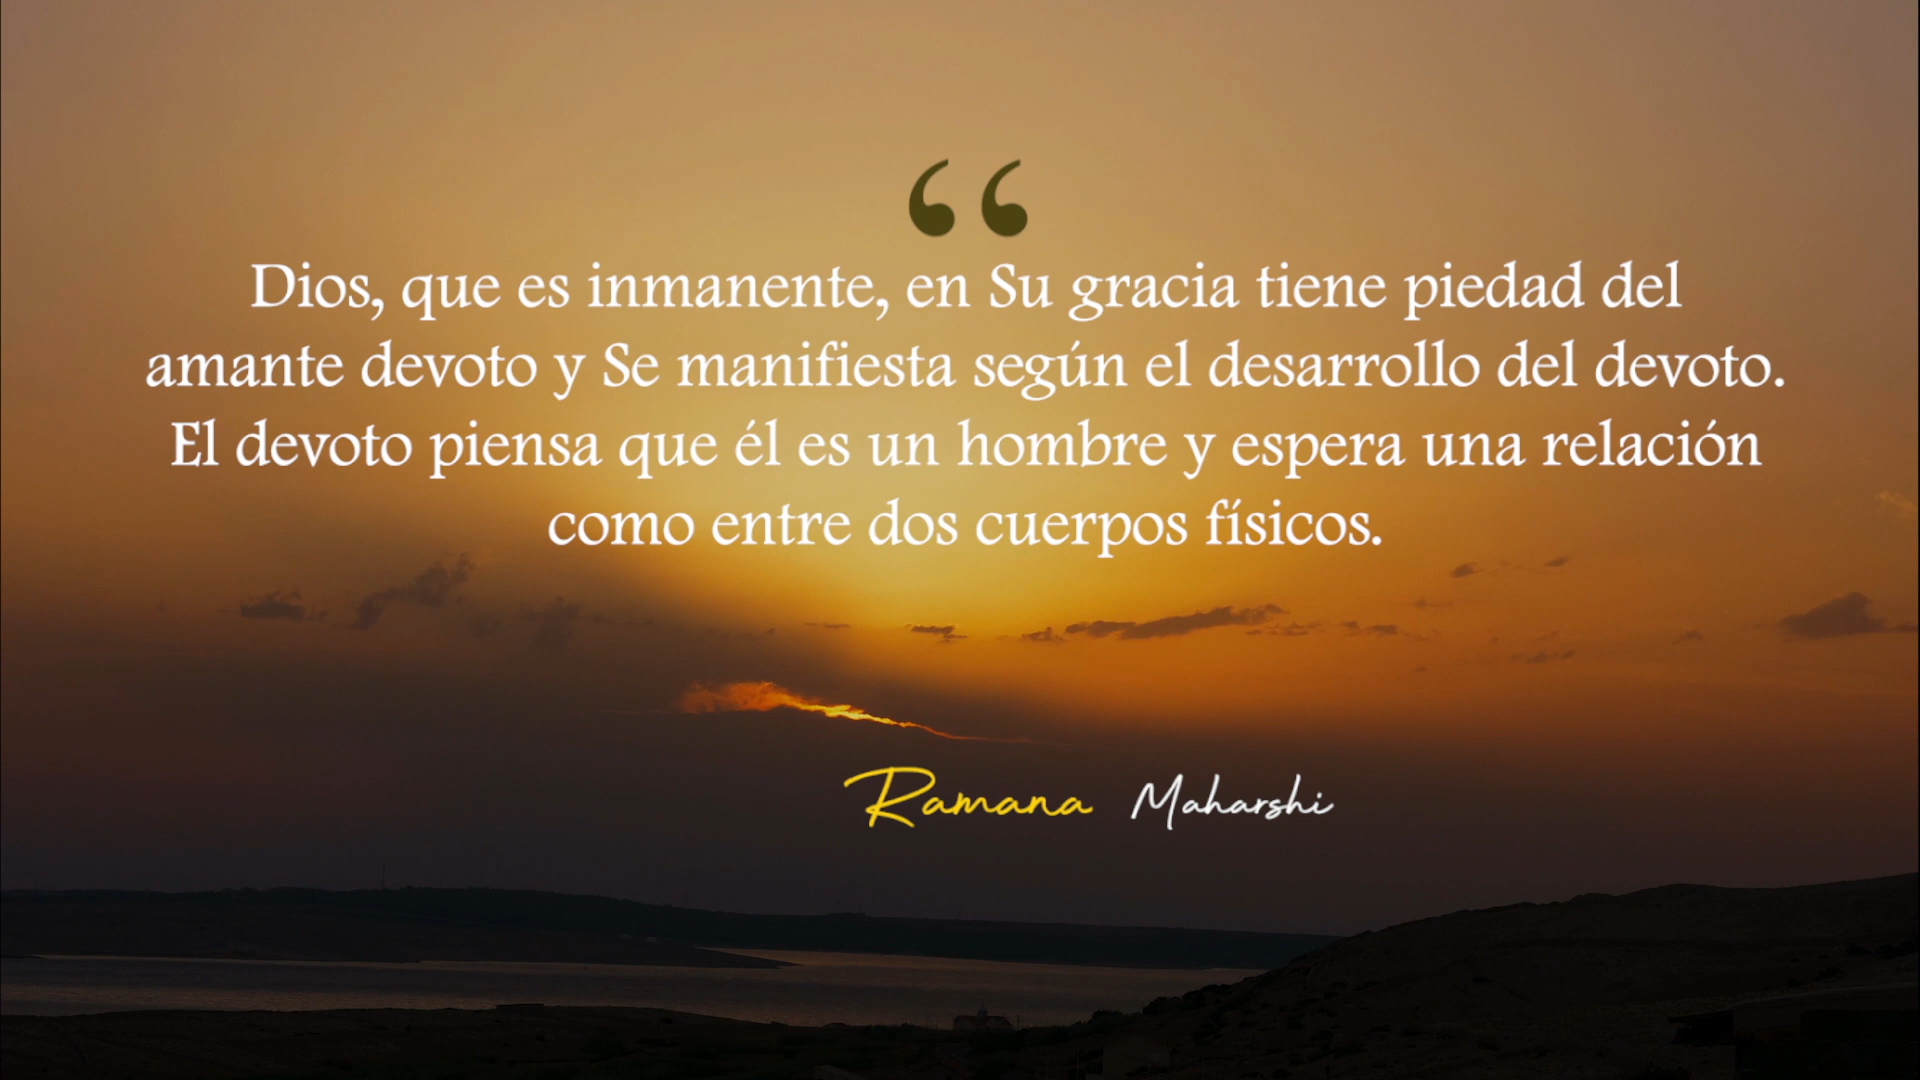 “
Dios, que es inmanente, en Su gracia tiene piedad del
amante devoto y Se manifiesta según el desarrollo del devoto.
El devoto piensa que él es un hombre y espera una relación
como entre dos cuerpos físicos.
Ramana Maharshi